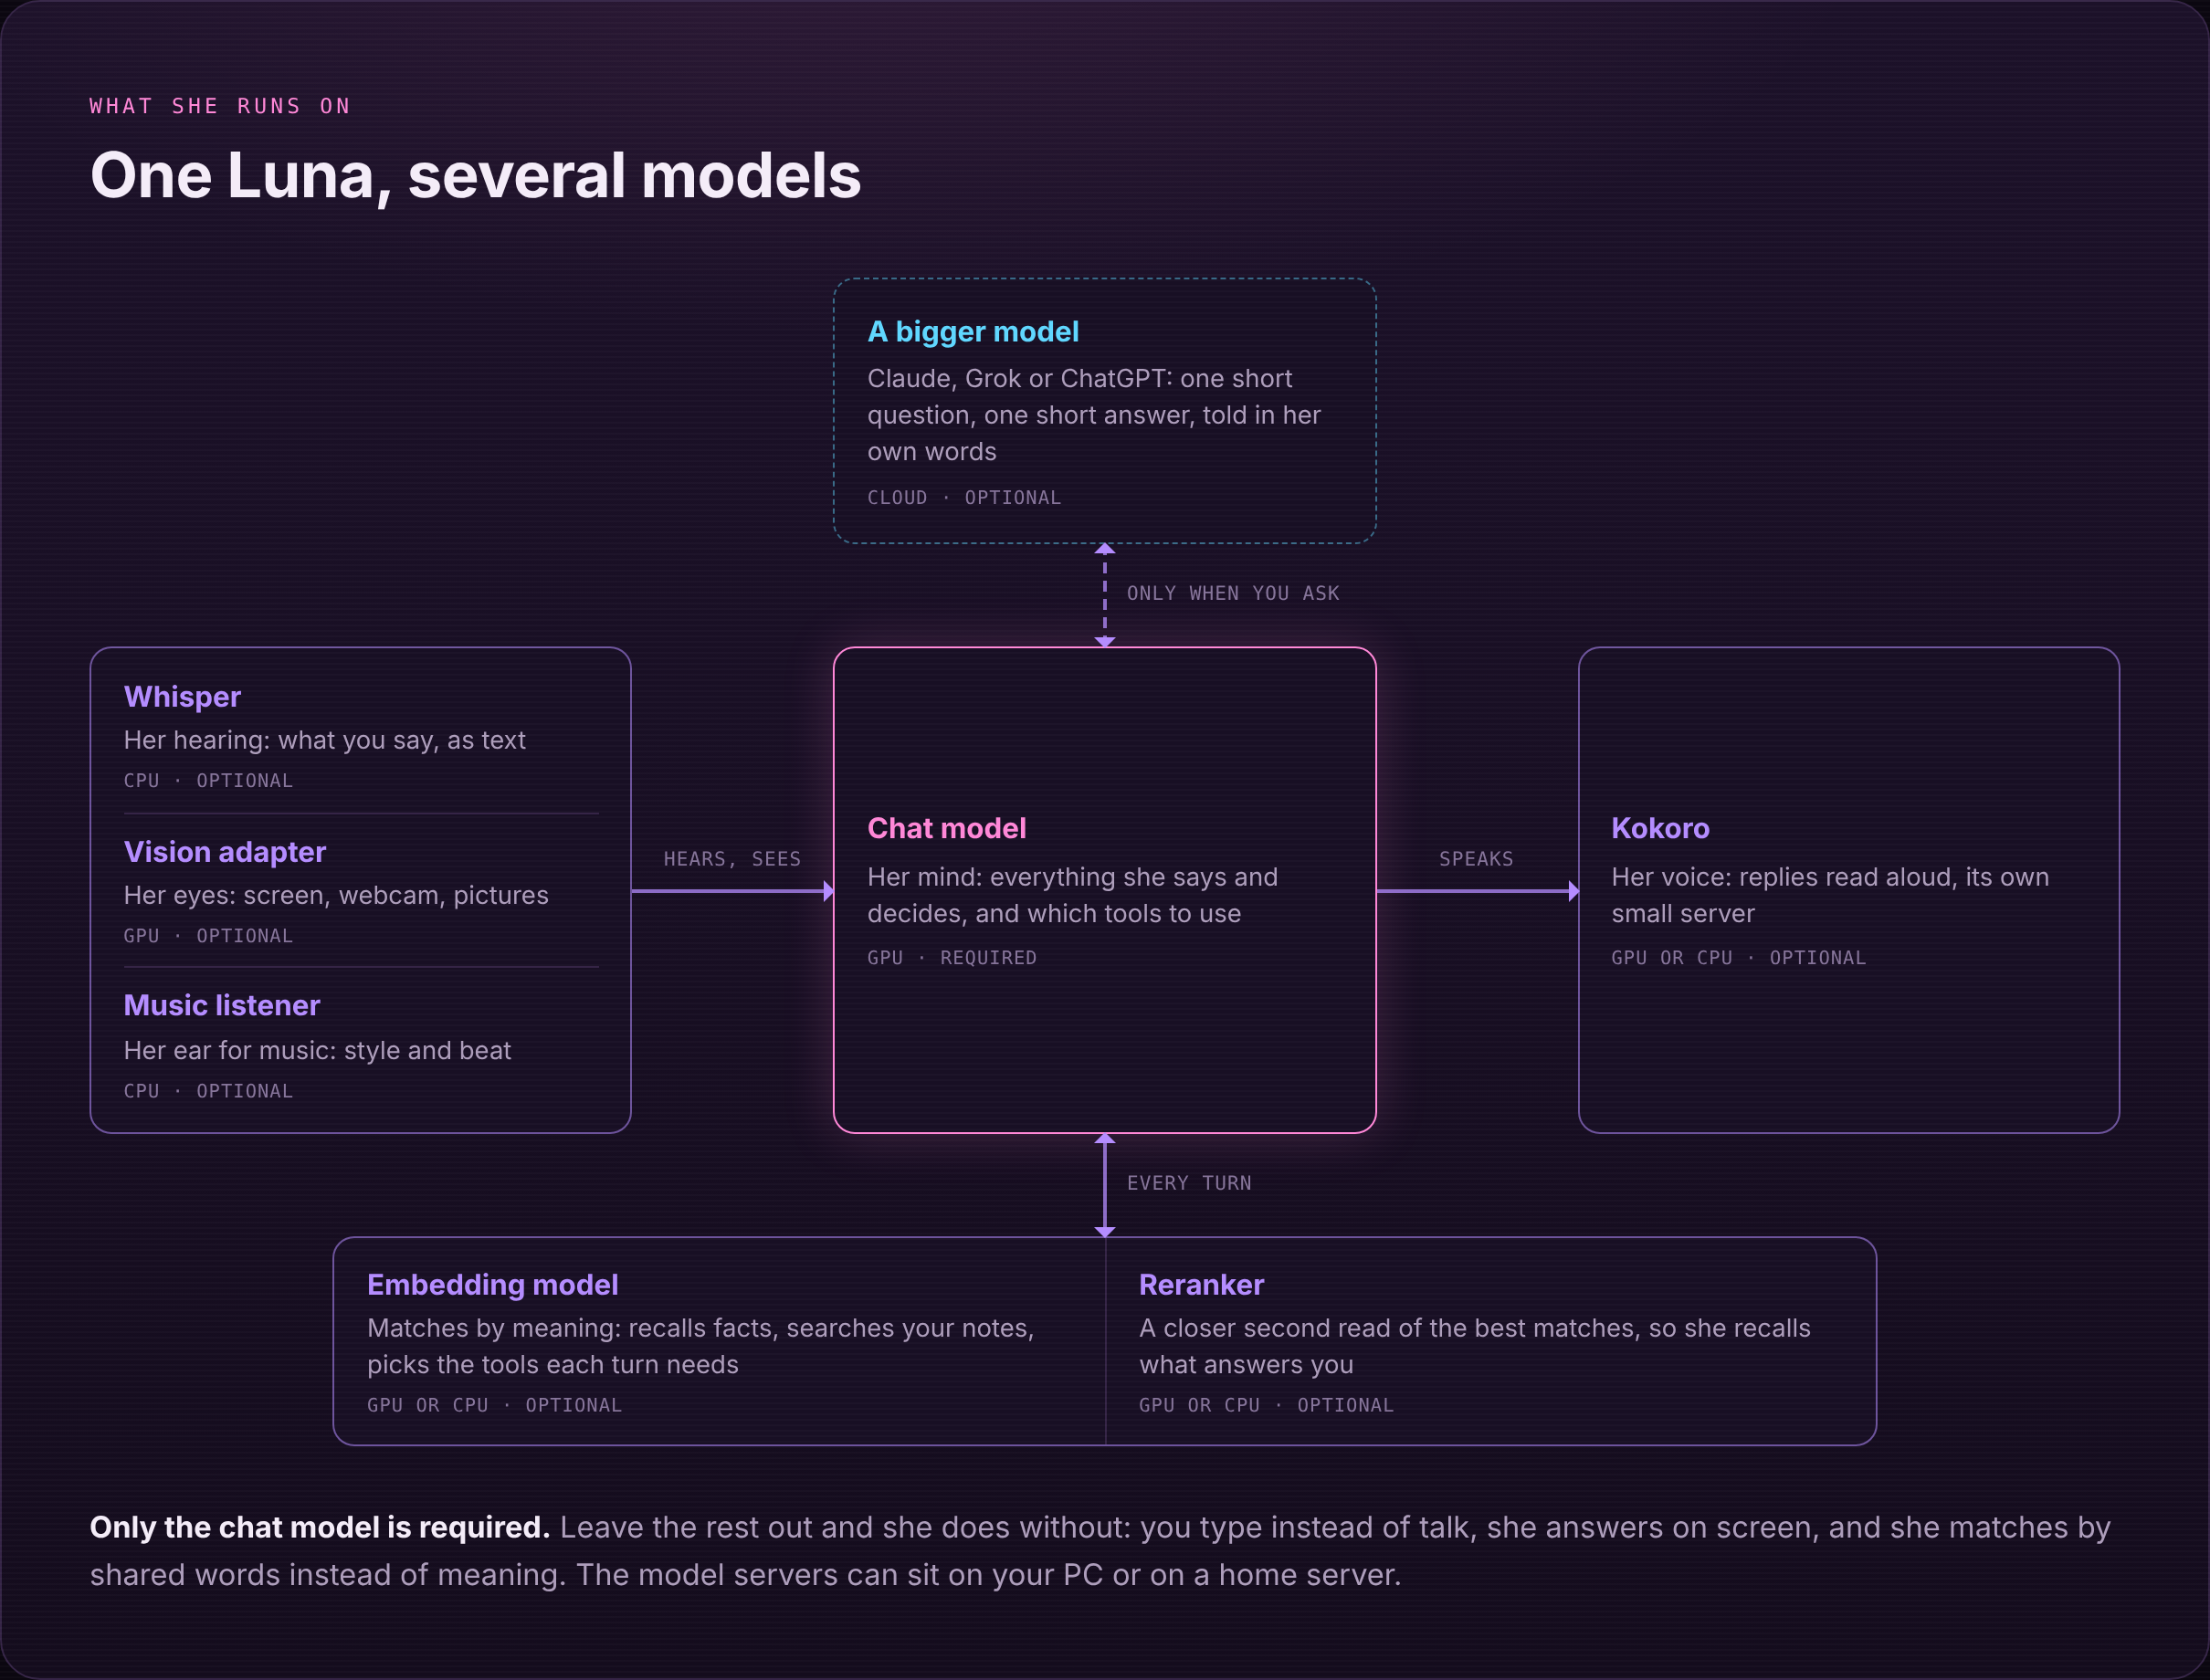 WHAT SHE RUNS ON
One Luna, several models
A bigger model
Claude, Grok or ChatGPT: one short
question, one short answer, told in her
own words
CLOUD · OPTIONAL
ONLY WHEN YOU ASK
Whisper
Her hearing: what you say, as text
CPU · OPTIONAL
Vision adapter
Her eyes: screen, webcam, pictures
GPU · OPTIONAL
Music listener
Her ear for music: style and beat
CPU · OPTIONAL
HEARS, SEES
Chat model
Her mind: everything she says and
decides, and which tools to use
GPU · REQUIRED
SPEAKS
Kokoro
Her voice: replies read aloud, its own
small server
GPU OR CPU · OPTIONAL
EVERY TURN
Embedding model
Matches by meaning: recalls facts, searches your notes,
picks the tools each turn needs
GPU OR CPU · OPTIONAL
Reranker
A closer second read of the best matches, so she recalls
what answers you
GPU OR CPU · OPTIONAL
Only the chat model is required. Leave the rest out and she does without: you type instead of talk, she answers on screen, and she matches by
shared words instead of meaning. The model servers can sit on your PC or on a home server.